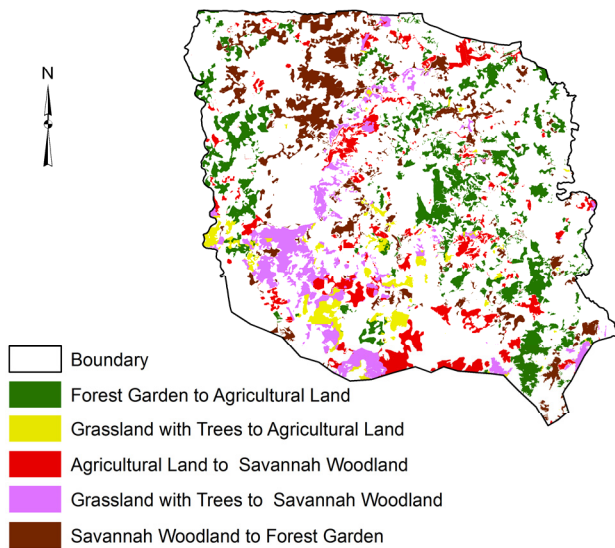 N
Boundary
Forest Garden to Agricultural Land
Grassland with Trees to Agricultural Land
Agricultural Land to Savannah Woodland
Grassland with Trees to Savannah Woodland
Savannah Woodland to Forest Garden